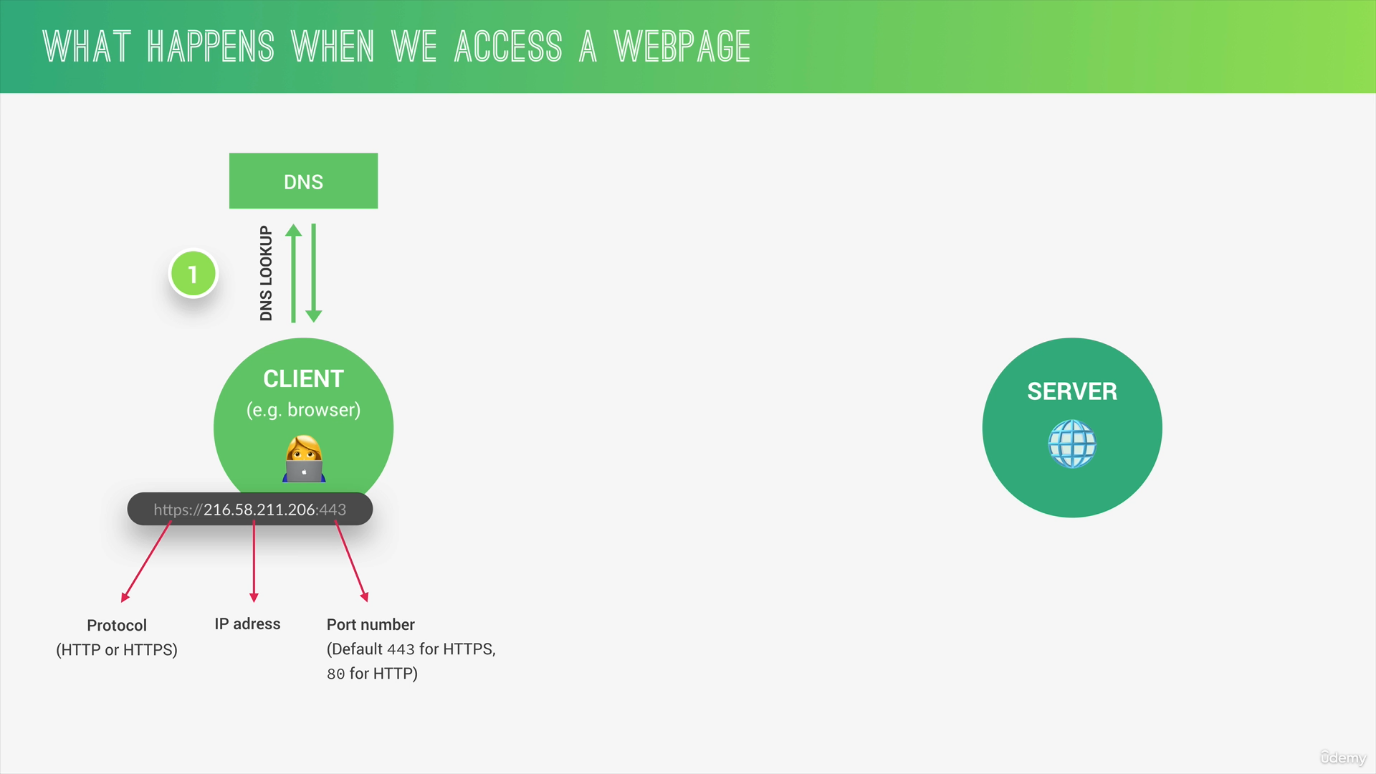 WHAT HAPPENS WHEN WE ACCESS A WEBPAGE
DNS
1
DNS LOOKUP
CLIENT
(e.g. browser)
SERVER
https://216.58.211.206:443
Protocol
(HTTP or HTTPS)
IP adress
Port number
(Default 443 for HTTPS,
80 for HTTP)
ûdemy